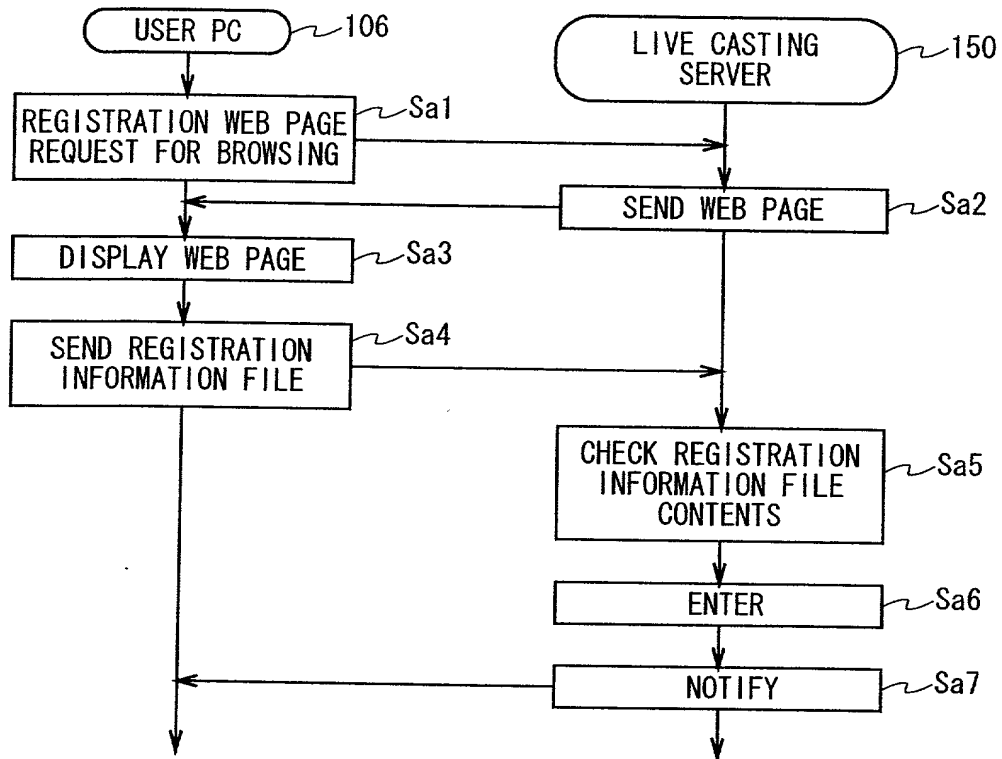 USER PC
106
LIVE CASTING
SERVER
150
Sa1
REGISTRATION WEB PAGE
REQUEST FOR BROWSING
SEND WEB PAGE
Sa2
DISPLAY WEB PAGE
Sa3
SEND REGISTRATION
INFORMATION FILE
Sa4
CHECK REGISTRATION
INFORMATION FILE
CONTENTS
Sa5
ENTER
Sa6
NOTIFY
Sa7